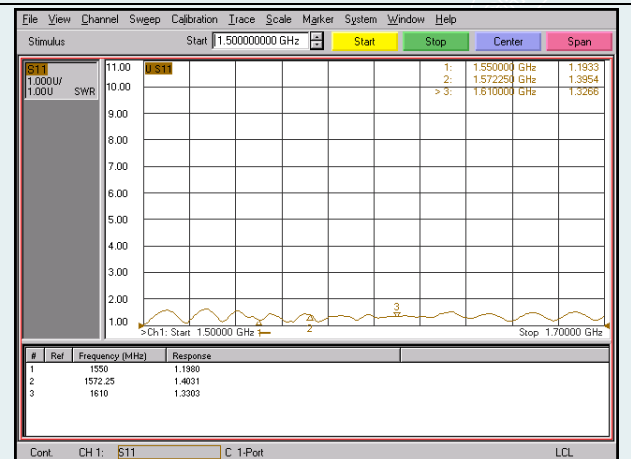 File View Channel Sweep Calibration Trace Scale Marker System Window Help
Stimulus Start 1.500000000 GHz Start Stop Center Span
S11
1.000U/
1.00U SWR
11.00
10.00
9.00
8.00
7.00
6.00
5.00
4.00
3.00
2.00
1.00
U S11
1: 1.550000 GHz 1.1933
2: 1.572250 GHz 1.3954
> 3: 1.610000 GHz 1.3266
1
2
3
>Ch1: Start 1.50000 GHz
Stop 1.70000 GHz
# Ref Frequency (MHz) Response
1 1550 1.1980
2 1572.25 1.4031
3 1610 1.3303
Cont. CH 1: S11 C 1-Port LCL